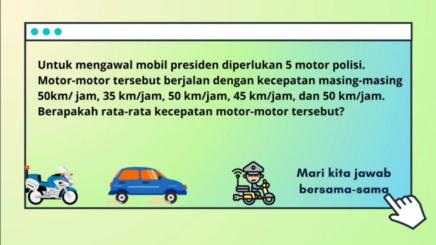 Untuk mengawal mobil presiden diperlukan 5 motor polisi.
Motor-motor tersebut berjalan dengan kecepatan masing-masing
50km/ jam, 35 km/jam, 50 km/jam, 45 km/jam, dan 50 km/jam.
Berapakah rata-rata kecepatan motor-motor tersebut?
Mari kita jawab
bersama-sama